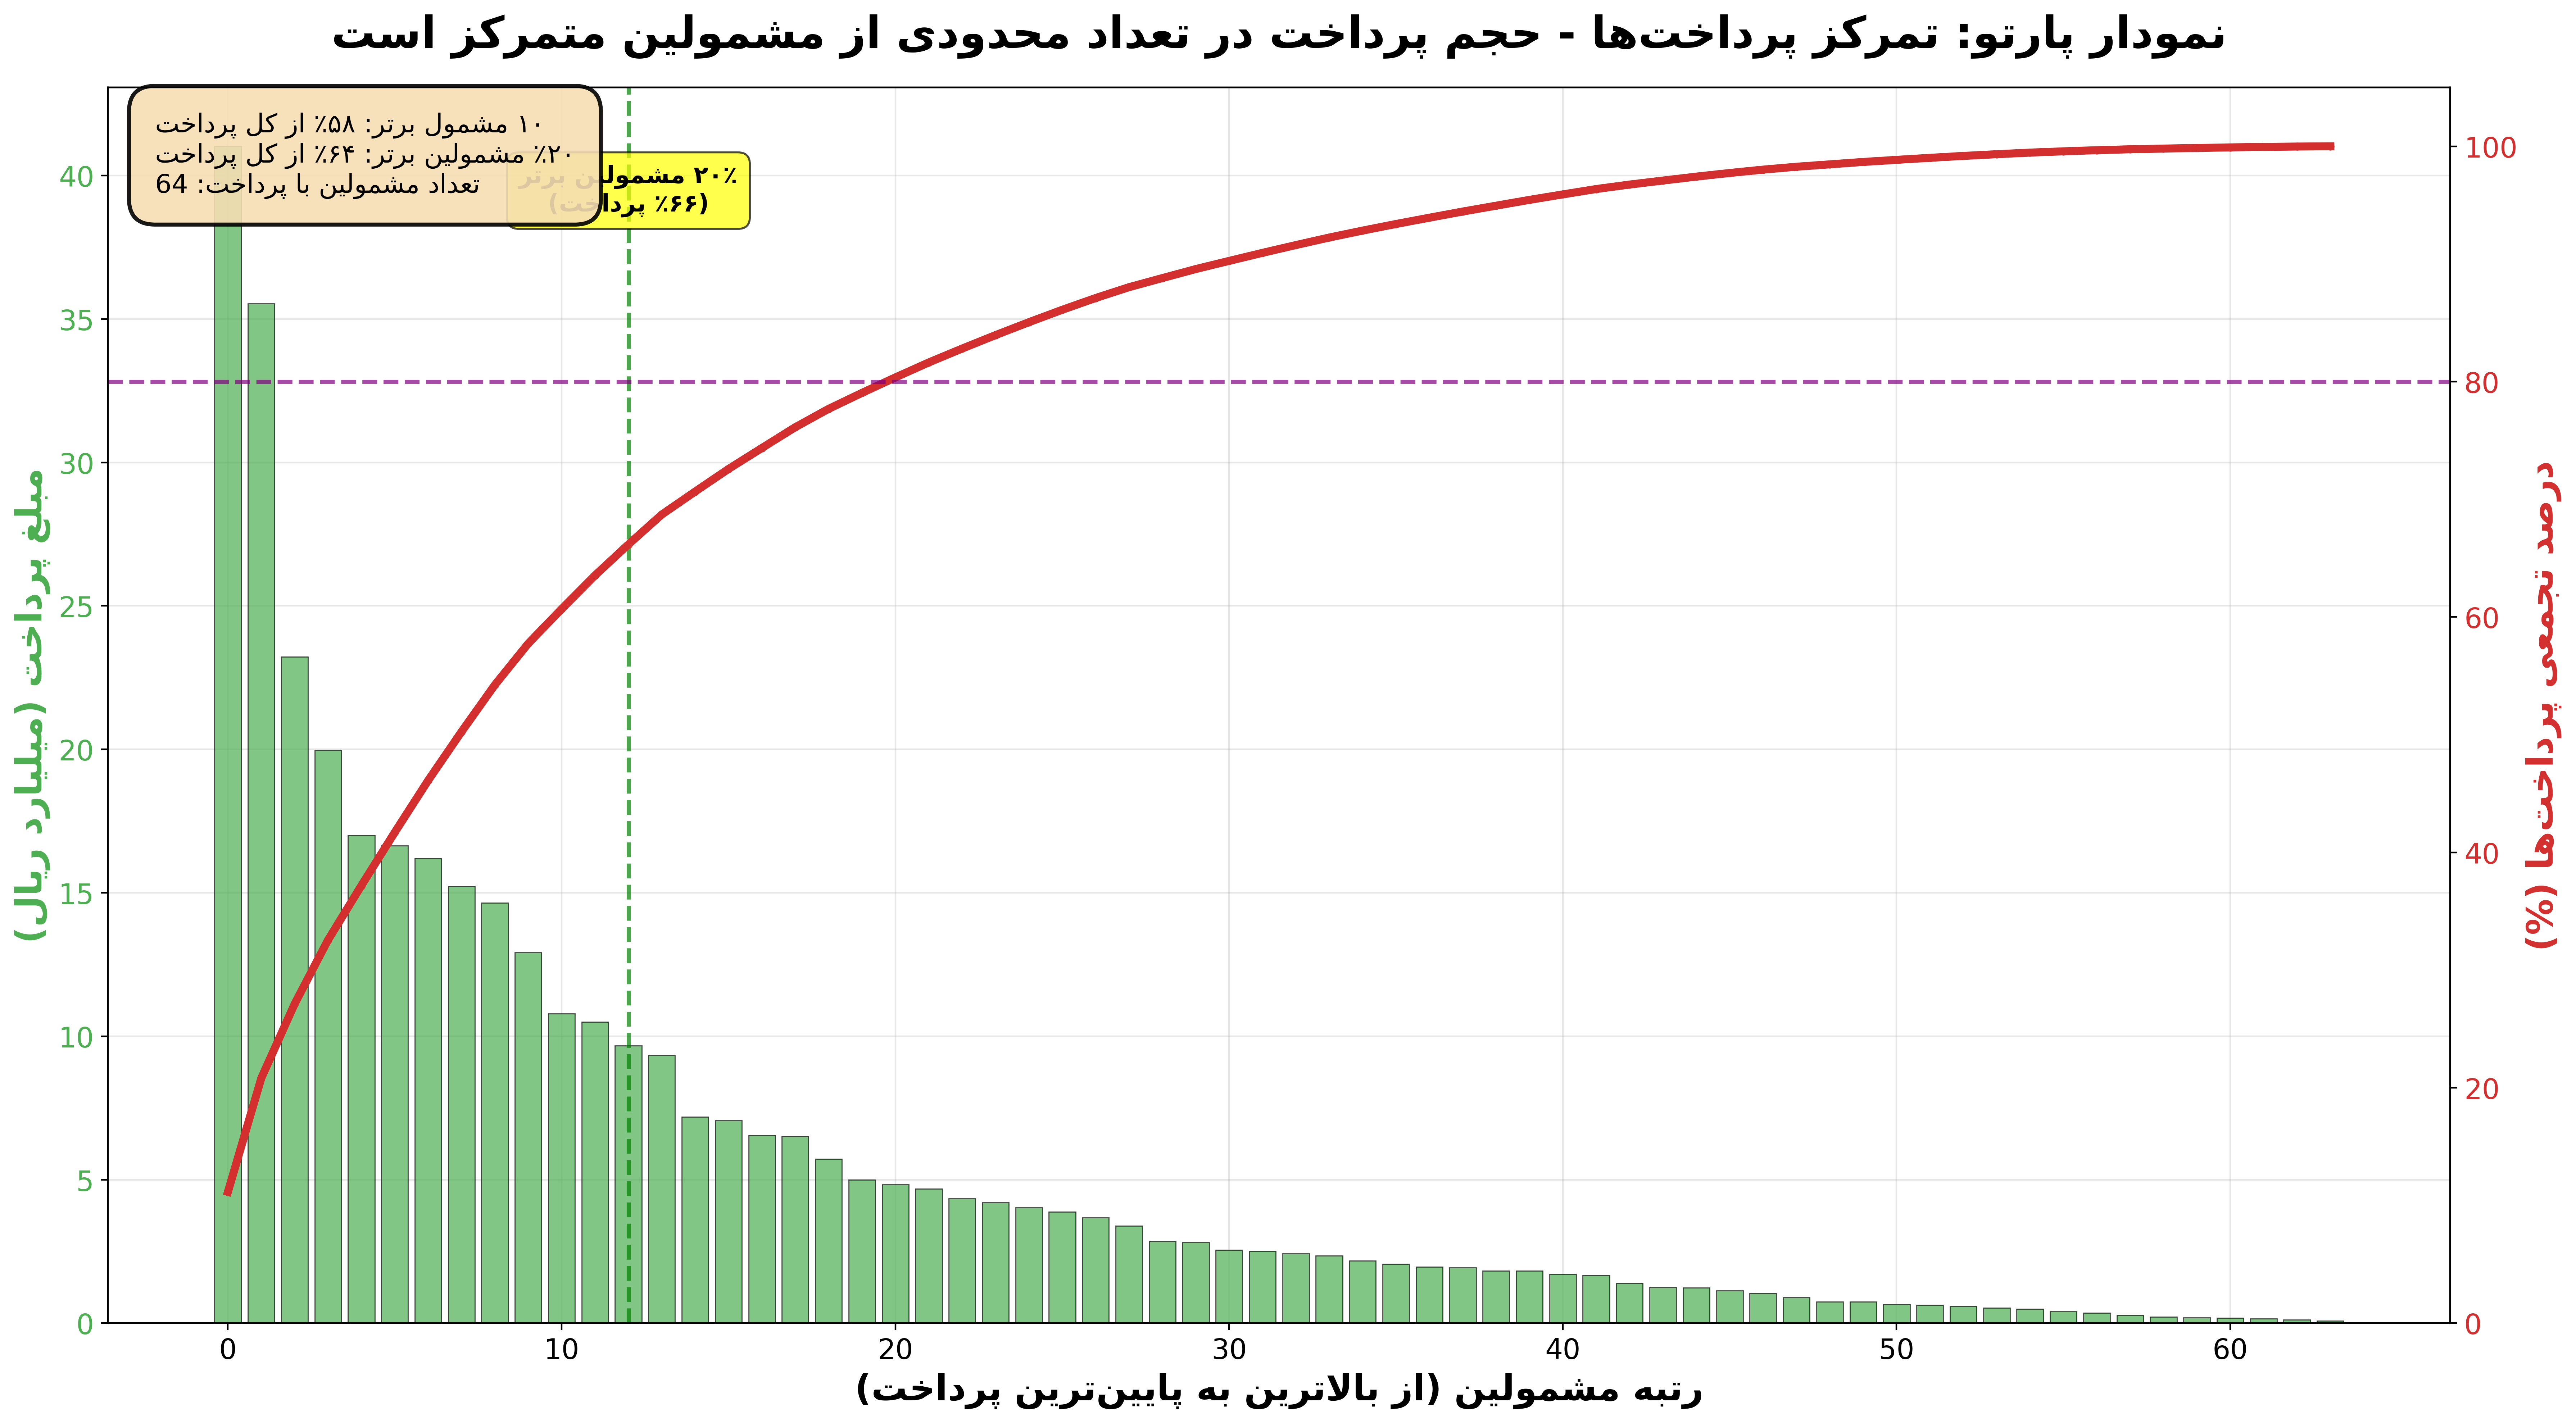 نمودار پارتو: تمرکز پرداخت‌ها - حجم پرداخت در تعداد محدودی از مشمولین متمرکز است
۱۰ مشمول برتر: ۵۸٪ از کل پرداخت
۲۰٪ مشمولین برتر: ۶۴٪ از کل پرداخت
تعداد مشمولین با پرداخت: 64
۲۰٪ مشمولین برتر
(۶۶٪ پرداخت)
مبلغ پرداخت (میلیارد ریال)
40
35
30
25
20
15
10
5
0
درصد تجمعی پرداخت‌ها (%)
100
80
60
40
20
0
0 10 20 30 40 50 60
رتبه مشمولین (از بالاترین به پایین‌ترین پرداخت)